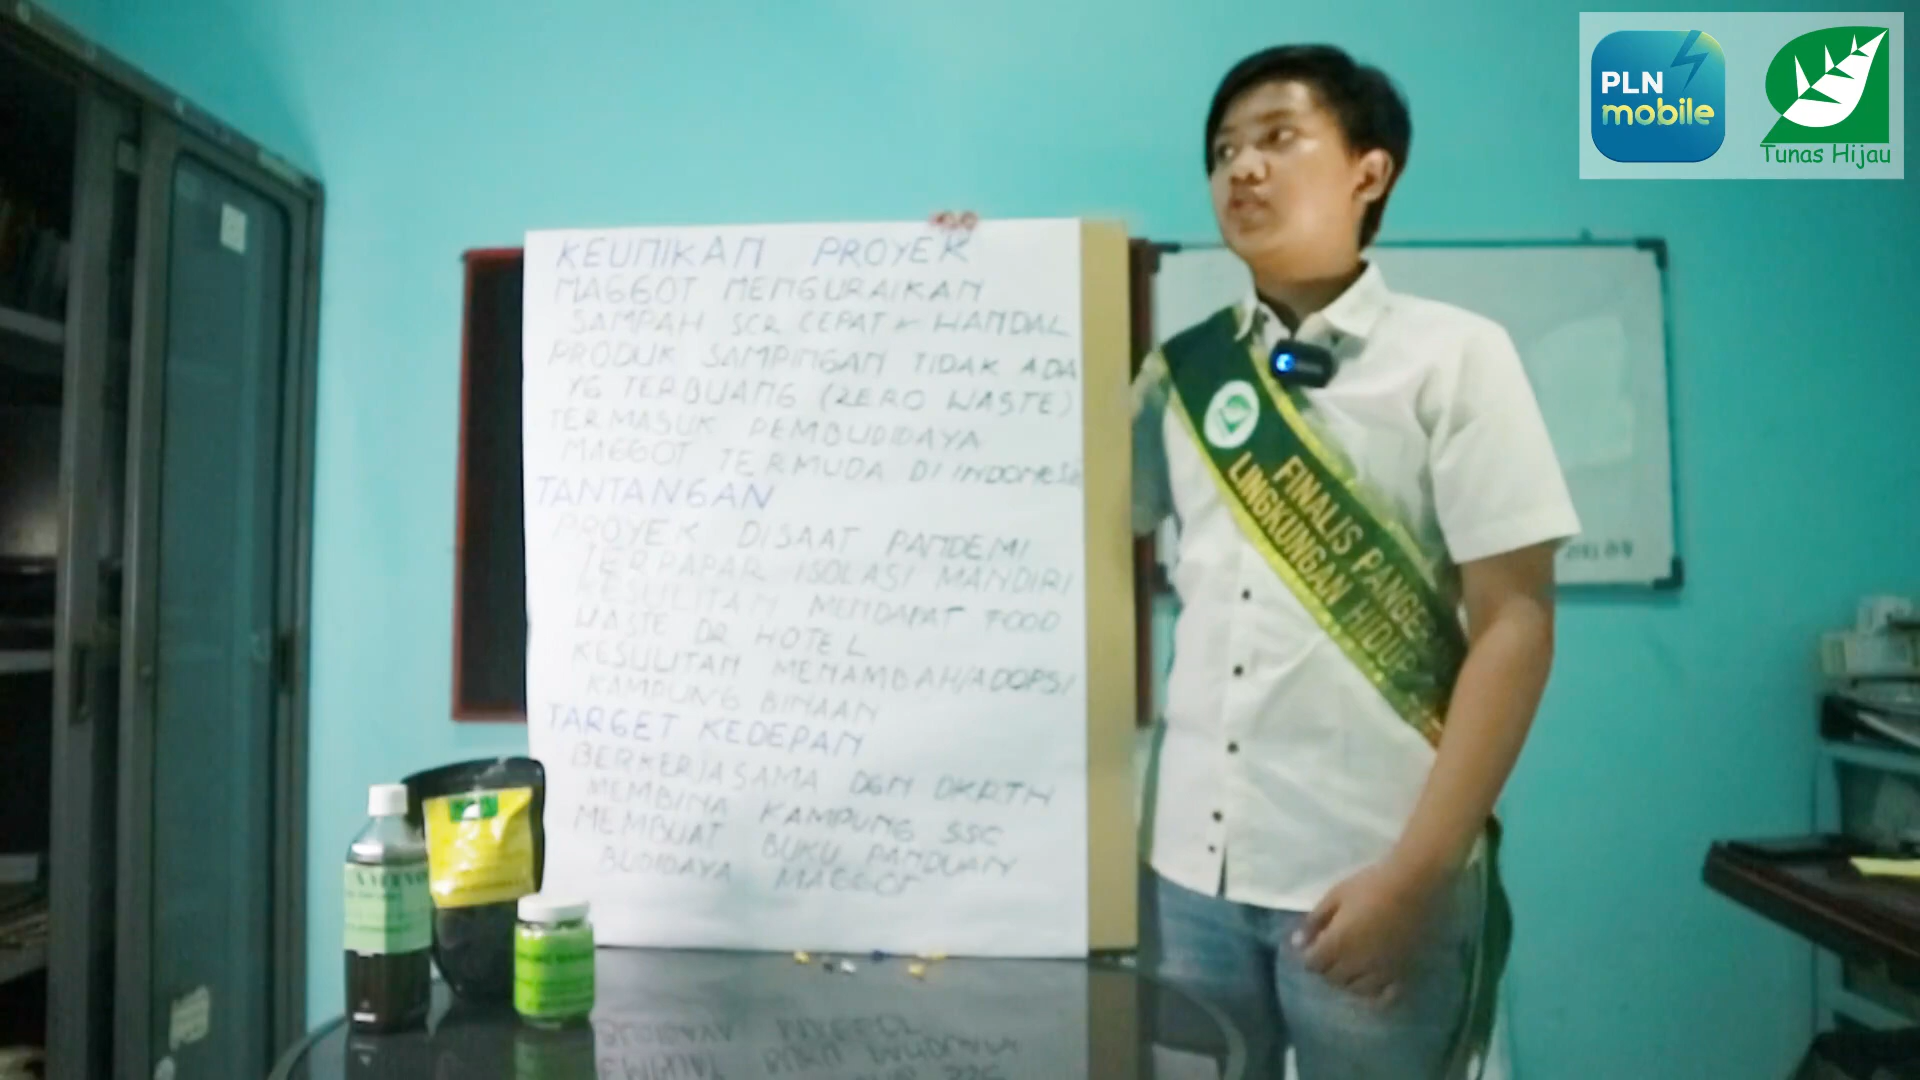 PLN
mobile
Tunas Hijau
KEUNIKAN PROYEK
MAGGOT MENGURAIKAN
SAMPAH SCR CEPAT & HANDAL
PRODUK SAMPINGAN TIDAK ADA
YG TERBUANG (ZERO WASTE)
TERMASUK PEMBUDIDAYA
MAGGOT TERMUDA DI INDONESIA
TANTANGAN
PROYEK DISAAT PANDEMI
TERPAPAR ISOLASI MANDIRI
KESULITAN MENDAPAT FOOD
WASTE DR HOTEL
KESULITAN MENAMBAH/ADOPSI
KAMPUNG BINAAN
TARGET KEDEPAN
BERKERJASAMA DGN DKRTH
MEMBINA KAMPUNG SSC
MEMBUAT BUKU PANDUAN
BUDIDAYA MAGGOT
FINALIS PANGE
LINGKUNGAN HIDUP